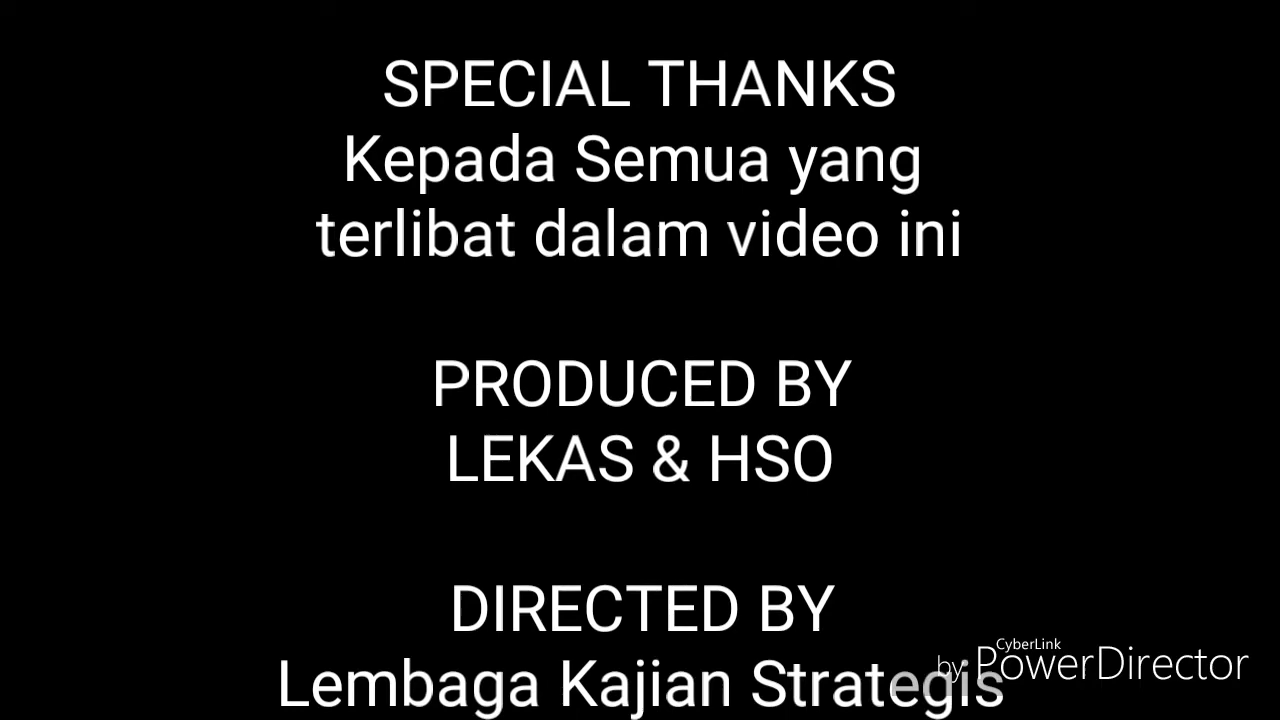 SPECIAL THANKS
Kepada Semua yang
terlibat dalam video ini
PRODUCED BY
LEKAS & HSO
DIRECTED BY
Lembaga Kajian Strategis
CyberLink
by PowerDirector